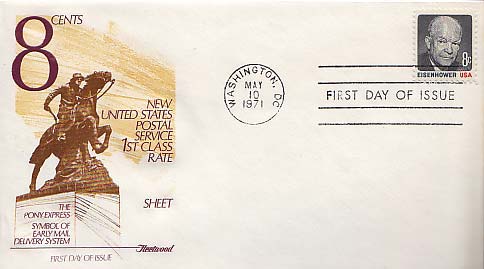 8 CENTS
NEW
UNITED STATES
POSTAL
SERVICE
1ST CLASS
RATE
SHEET
THE
PONY EXPRESS
SYMBOL OF
EARLY MAIL
DELIVERY SYSTEM
FIRST DAY OF ISSUE
Fleetwood
WASHINGTON, DC
MAY
10
1971
8c
EISENHOWER USA
FIRST DAY OF ISSUE